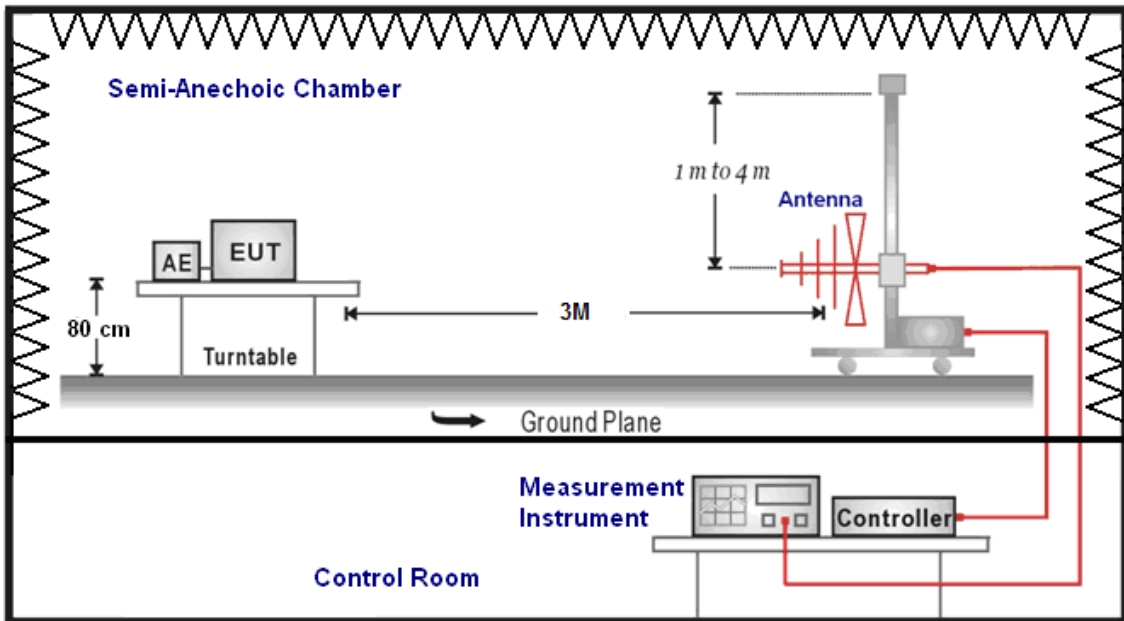 Semi-Anechoic Chamber
1 m to 4 m
Antenna
AE
EUT
80 cm
3M
Turntable
Ground Plane
Measurement
Instrument
Controller
Control Room